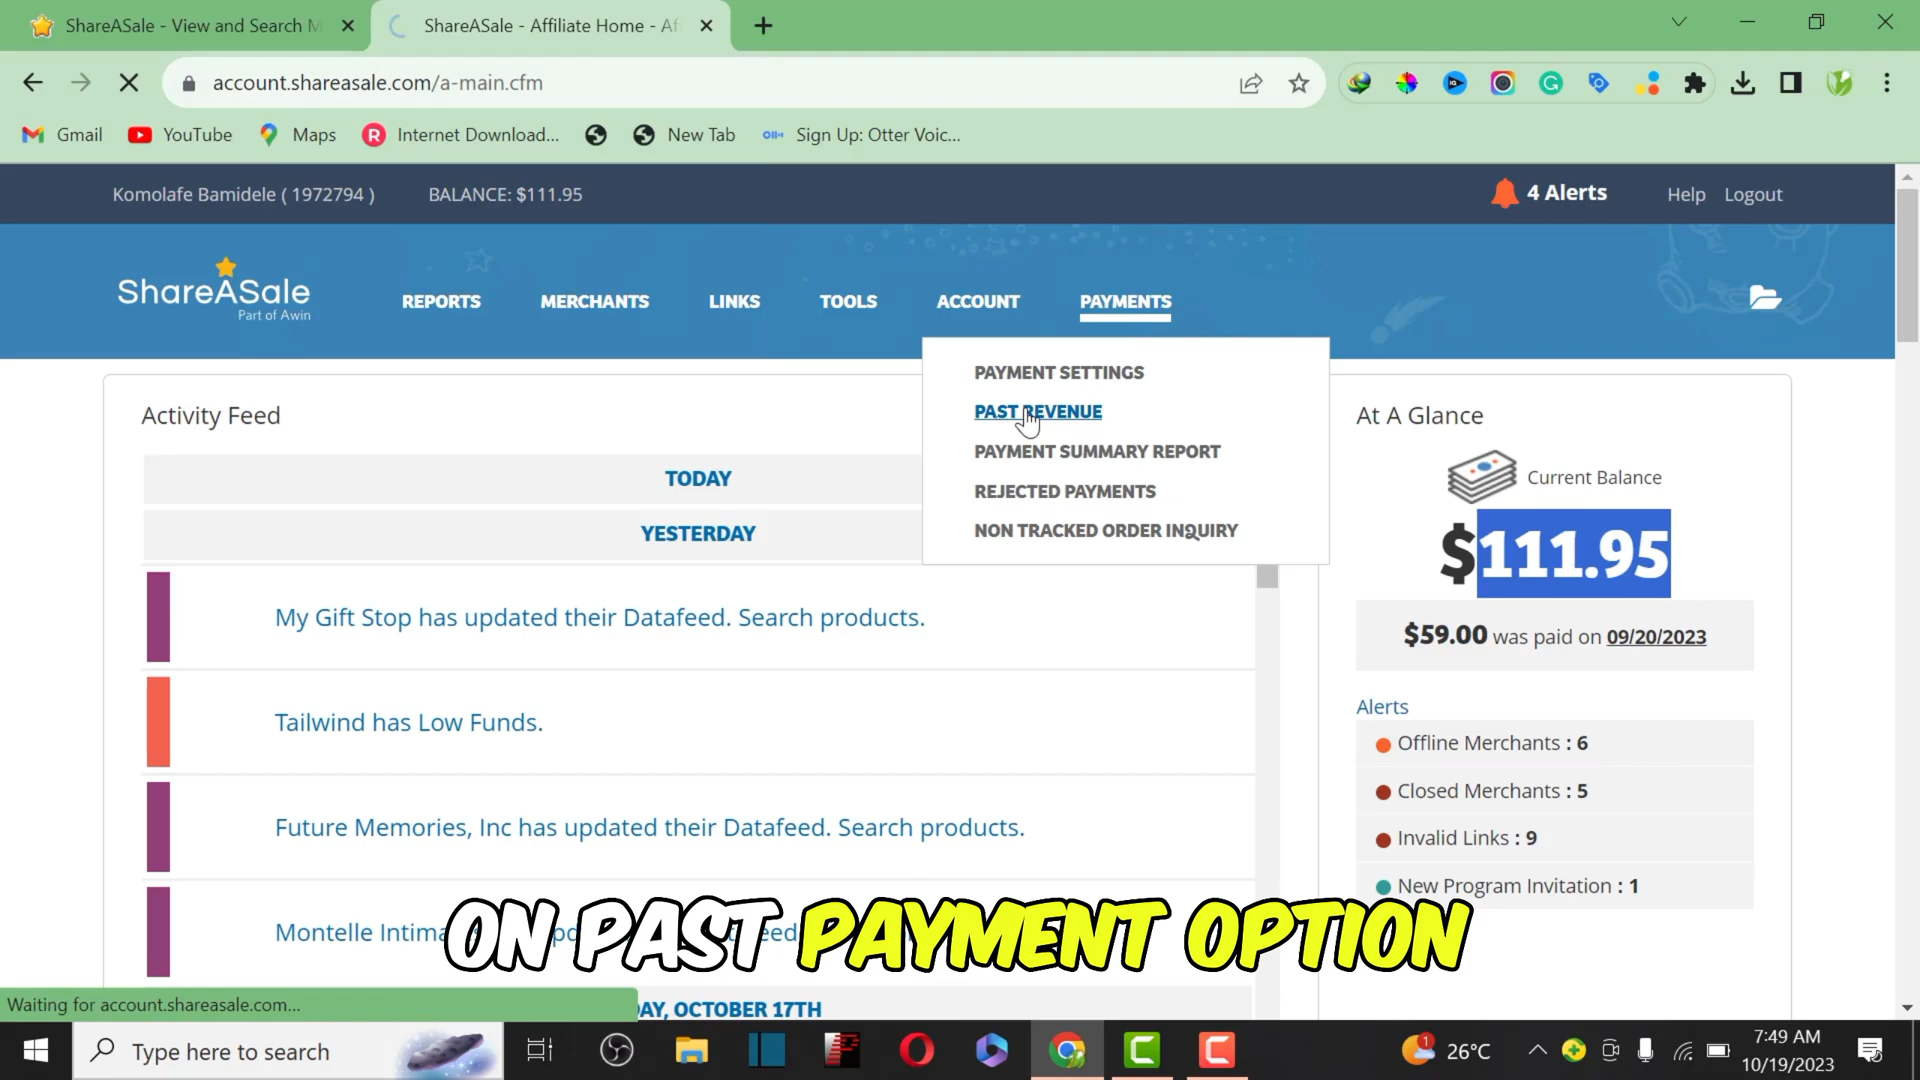 ShareASale - View and Search M
ShareASale - Affiliate Home - Af
account.shareasale.com/a-main.cfm
Gmail
YouTube
Maps
Internet Download...
New Tab
Sign Up: Otter Voic...
Komolafe Bamidele ( 1972794 )
BALANCE: $111.95
4 Alerts
Help
Logout
ShareASale
Part of Awin
REPORTS
MERCHANTS
LINKS
TOOLS
ACCOUNT
PAYMENTS
PAYMENT SETTINGS
PAST REVENUE
PAYMENT SUMMARY REPORT
REJECTED PAYMENTS
NON TRACKED ORDER INQUIRY
Activity Feed
TODAY
YESTERDAY
My Gift Stop has updated their Datafeed. Search products.
Tailwind has Low Funds.
Future Memories, Inc has updated their Datafeed. Search products.
Montelle Intima
DAY, OCTOBER 17TH
At A Glance
Current Balance
$111.95
$59.00 was paid on 09/20/2023
Alerts
Offline Merchants : 6
Closed Merchants : 5
Invalid Links : 9
New Program Invitation : 1
ON PAST PAYMENT OPTION
Waiting for account.shareasale.com...
Type here to search
26°C
7:49 AM
10/19/2023